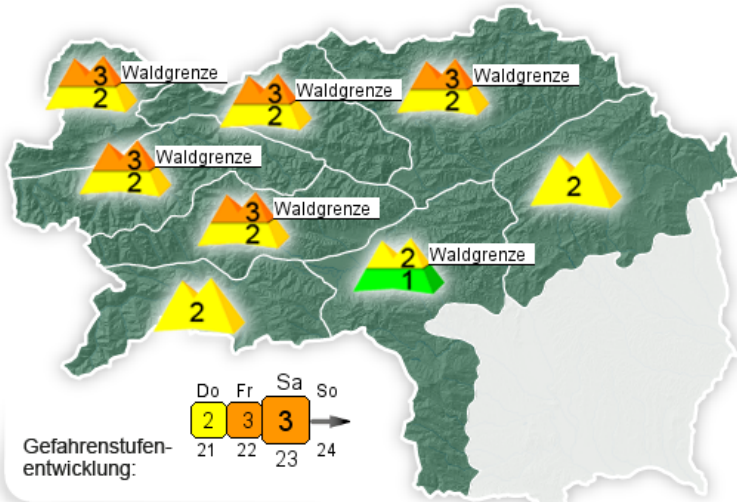 3 Waldgrenze
2
3 Waldgrenze
2
3 Waldgrenze
2
3 Waldgrenze
2
2
3 Waldgrenze
2
2 Waldgrenze
1
2
Do Fr Sa So
2 3 3
21 22 23 24
Gefahrenstufen-
entwicklung: